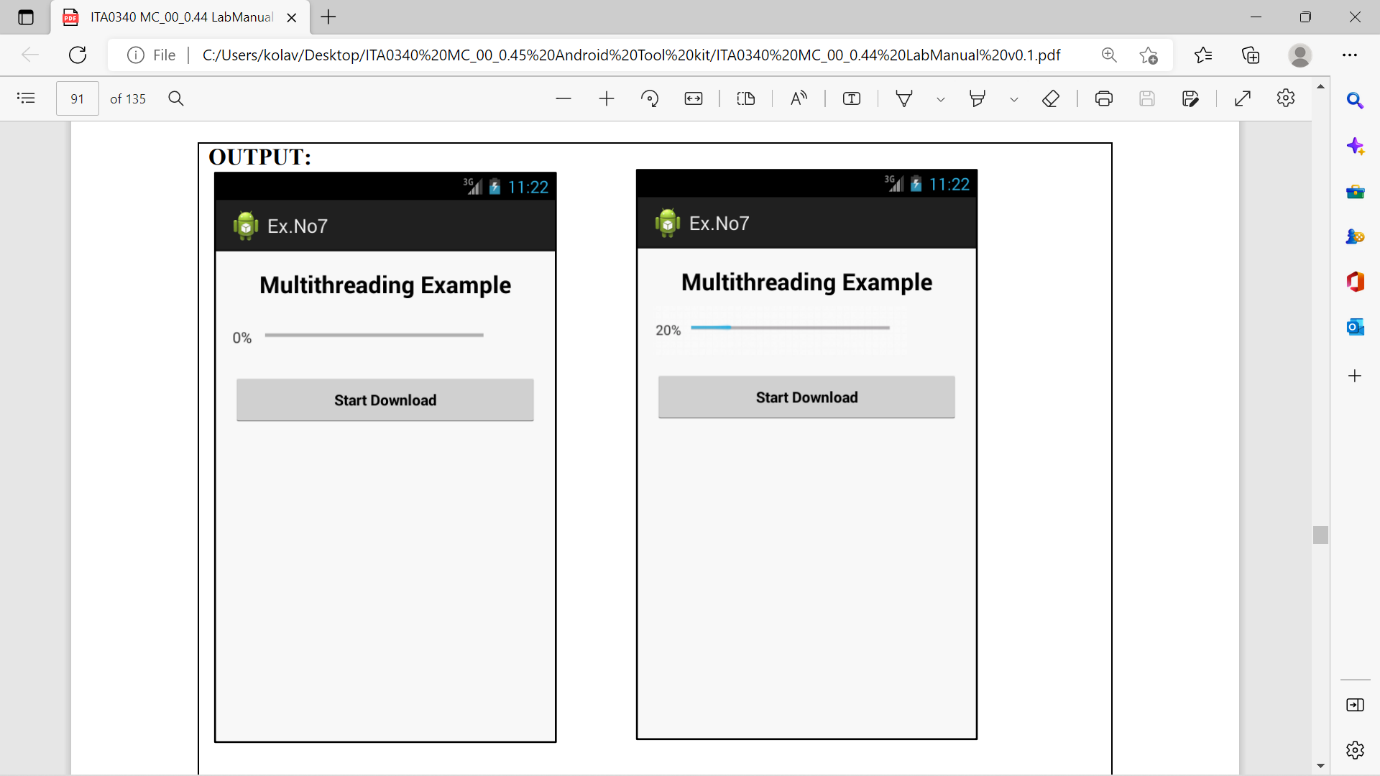 ITA0340 MC_00_0.44 LabManual
File
C:/Users/kolav/Desktop/ITA0340%20MC_00_0.45%20Android%20Tool%20kit/ITA0340%20MC_00_0.44%20LabManual%20v0.1.pdf
91 of 135
OUTPUT:
3G 11:22
Ex.No7
Multithreading Example
0%
Start Download
3G 11:22
Ex.No7
Multithreading Example
20%
Start Download